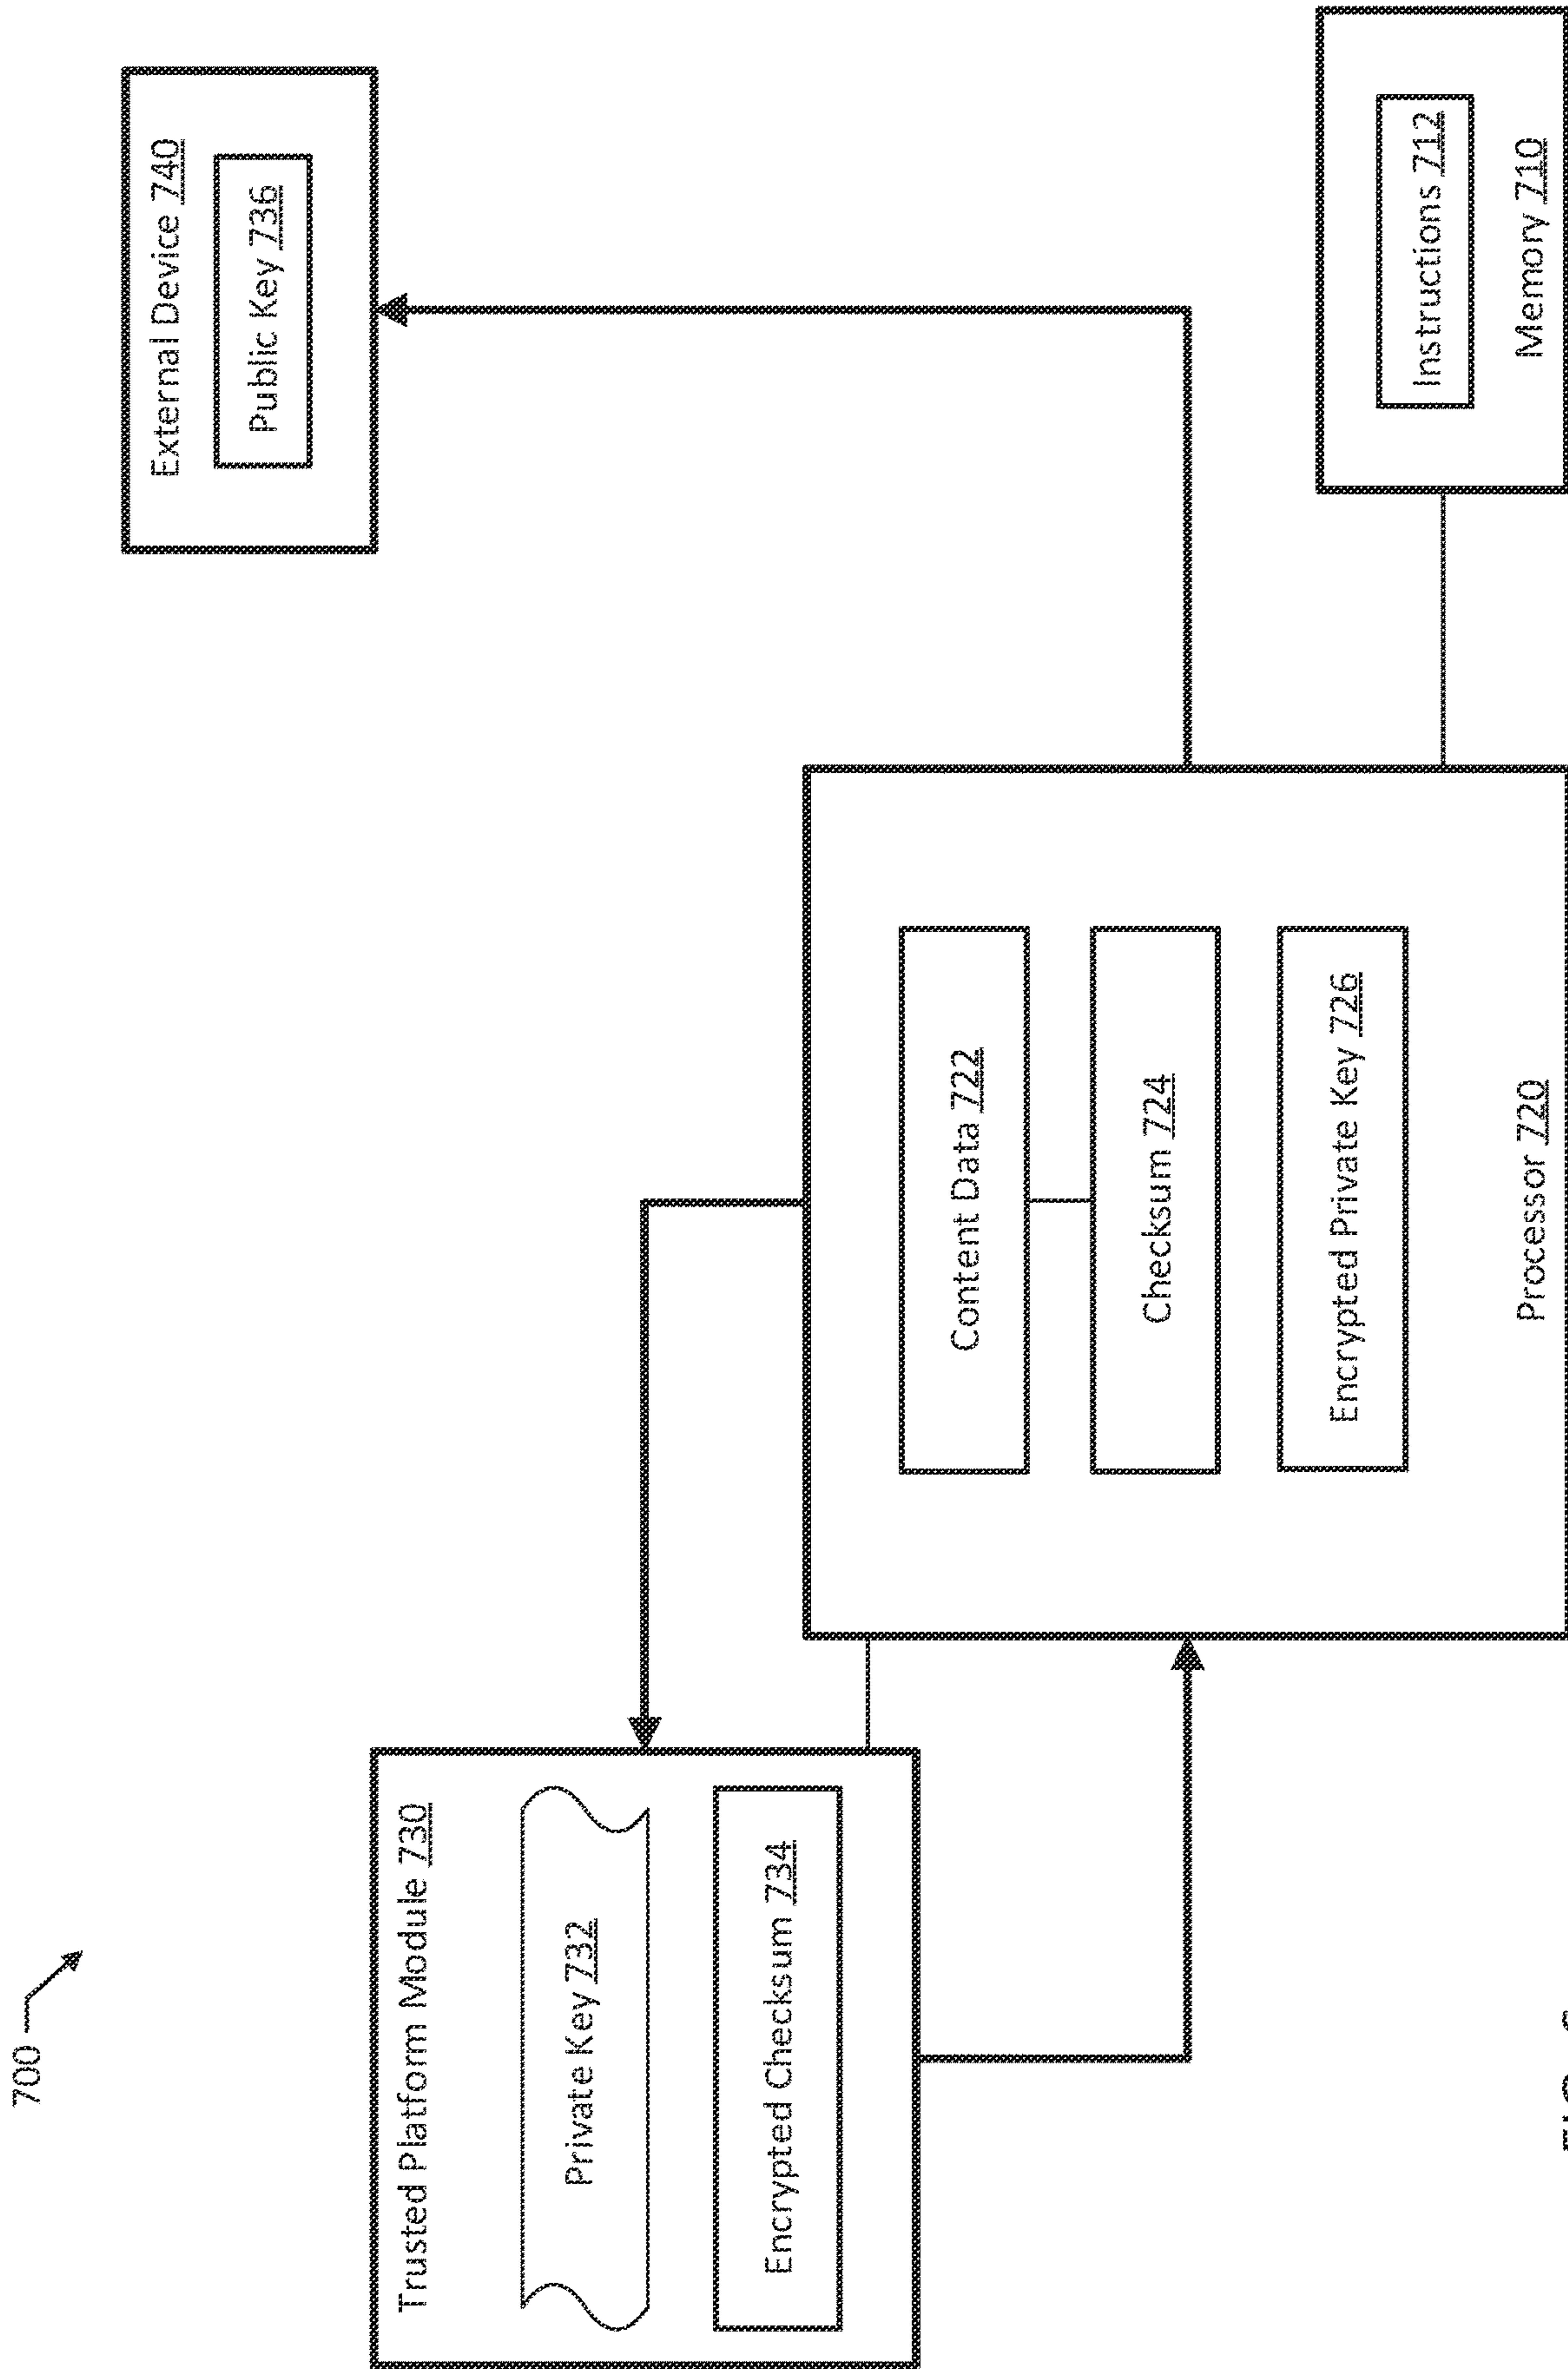 700
External Device 740
Public Key 736
Trusted Platform Module 730
Private Key 732
Encrypted Checksum 734
Content Data 722
Checksum 724
Encrypted Private Key 726
Processor 720
Instructions 712
Memory 710